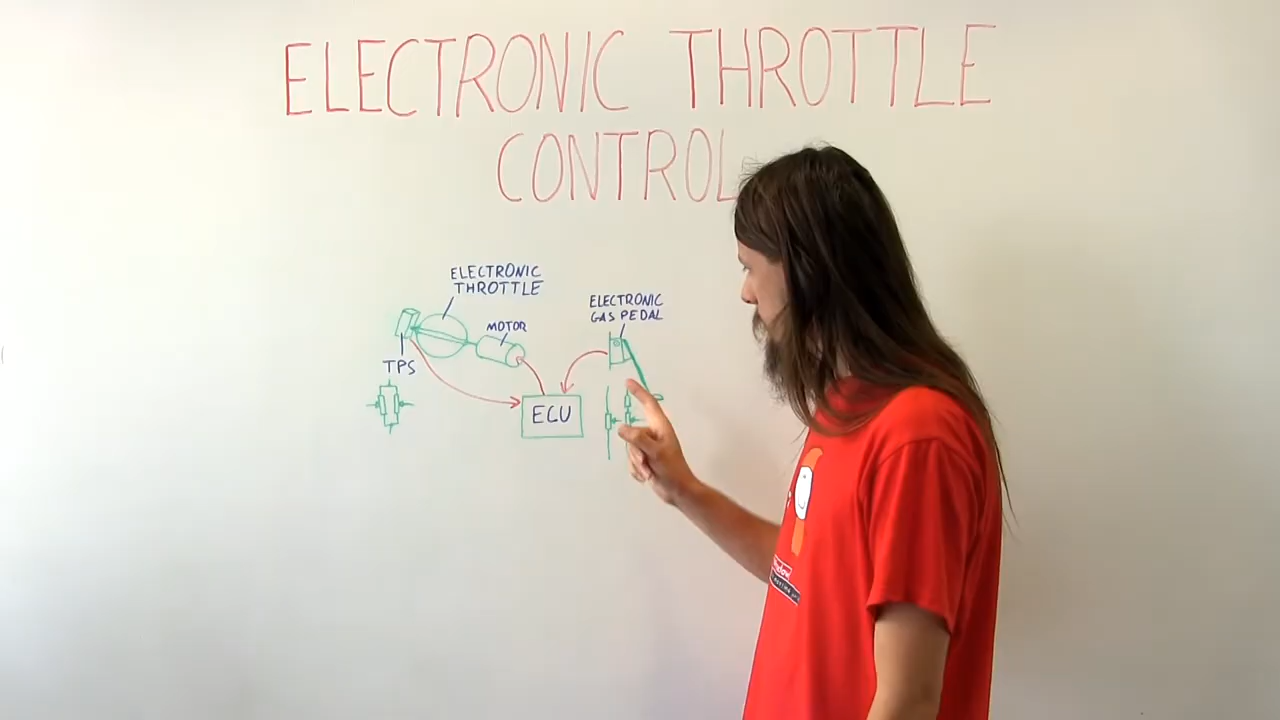 ELECTRONIC THROTTLE
CONTROL
ELECTRONIC
THROTTLE
MOTOR
TPS
ELECTRONIC
GAS PEDAL
ECU